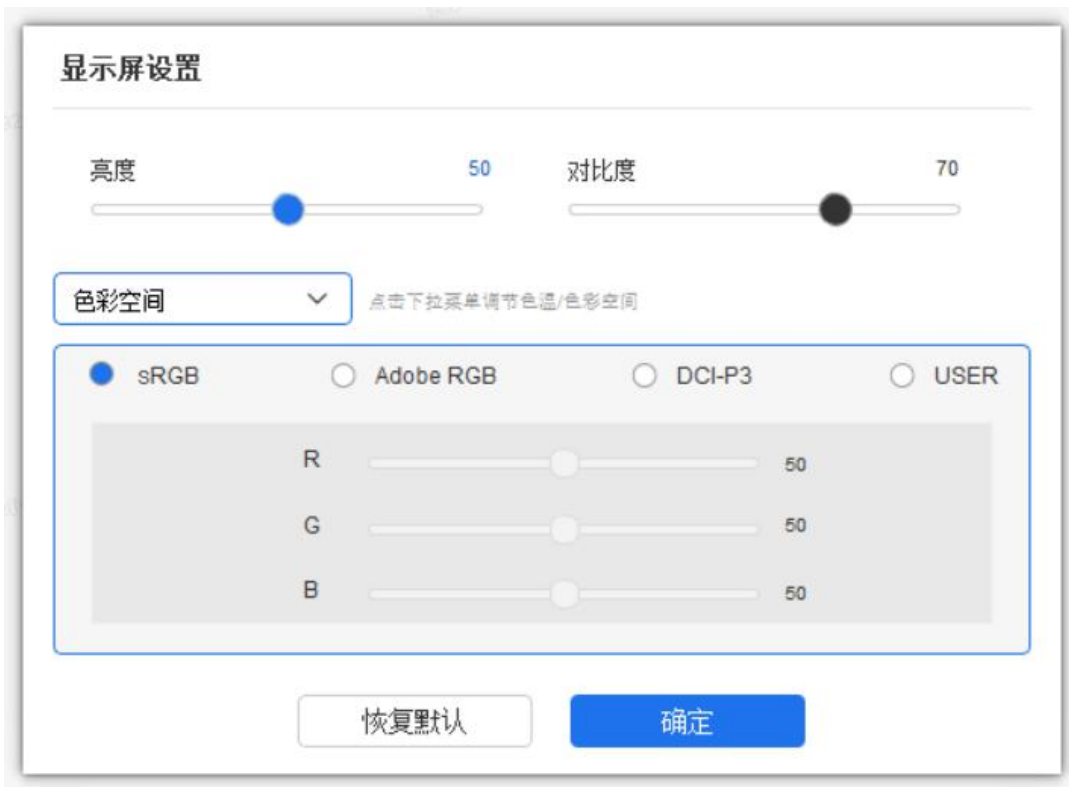 显示屏设置
亮度 50 对比度 70
色彩空间 点击下拉菜单调节色温/色彩空间
sRGB Adobe RGB DCI-P3 USER
R 50
G 50
B 50
恢复默认 确定